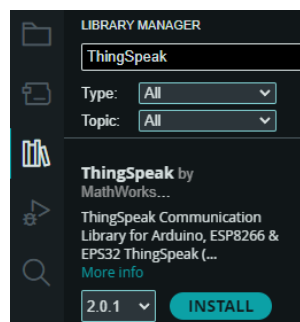 LIBRARY MANAGER
ThingSpeak
Type: All
Topic: All
ThingSpeak by
MathWorks...
ThingSpeak Communication
Library for Arduino, ESP8266 &
EPS32 ThingSpeak (...
More info
2.0.1 INSTALL